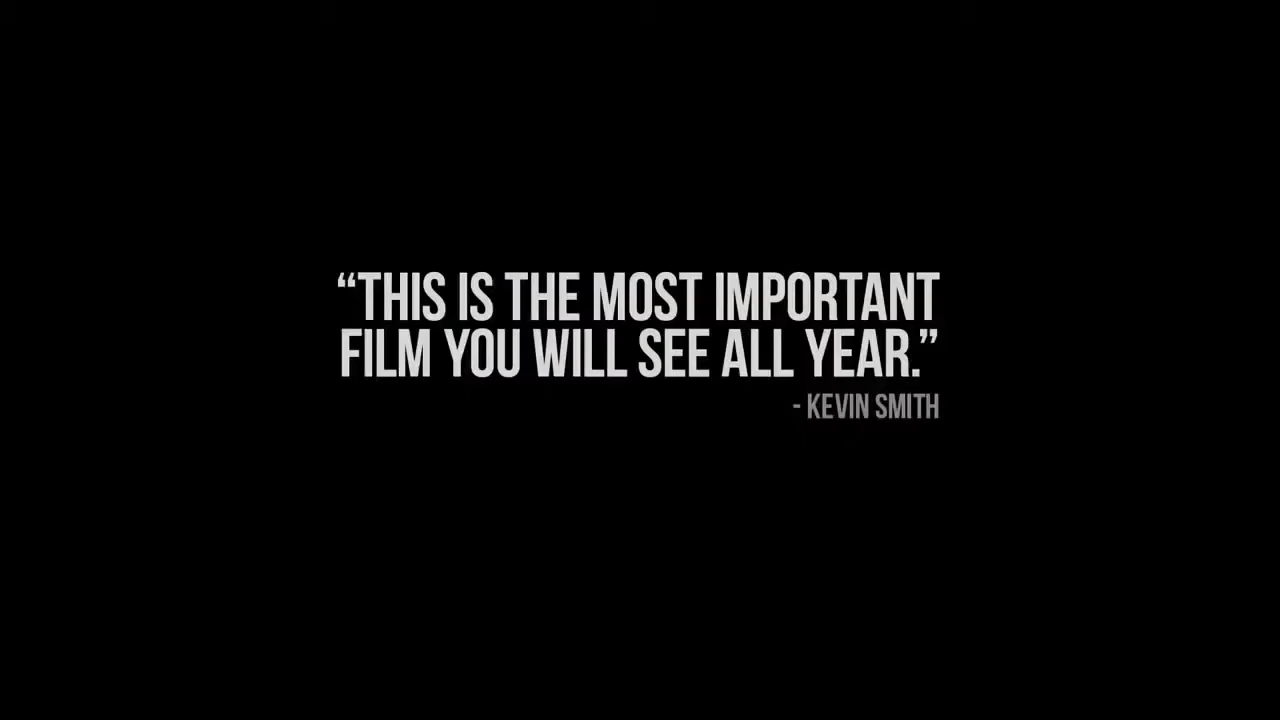 “THIS IS THE MOST IMPORTANT
FILM YOU WILL SEE ALL YEAR.”
- KEVIN SMITH